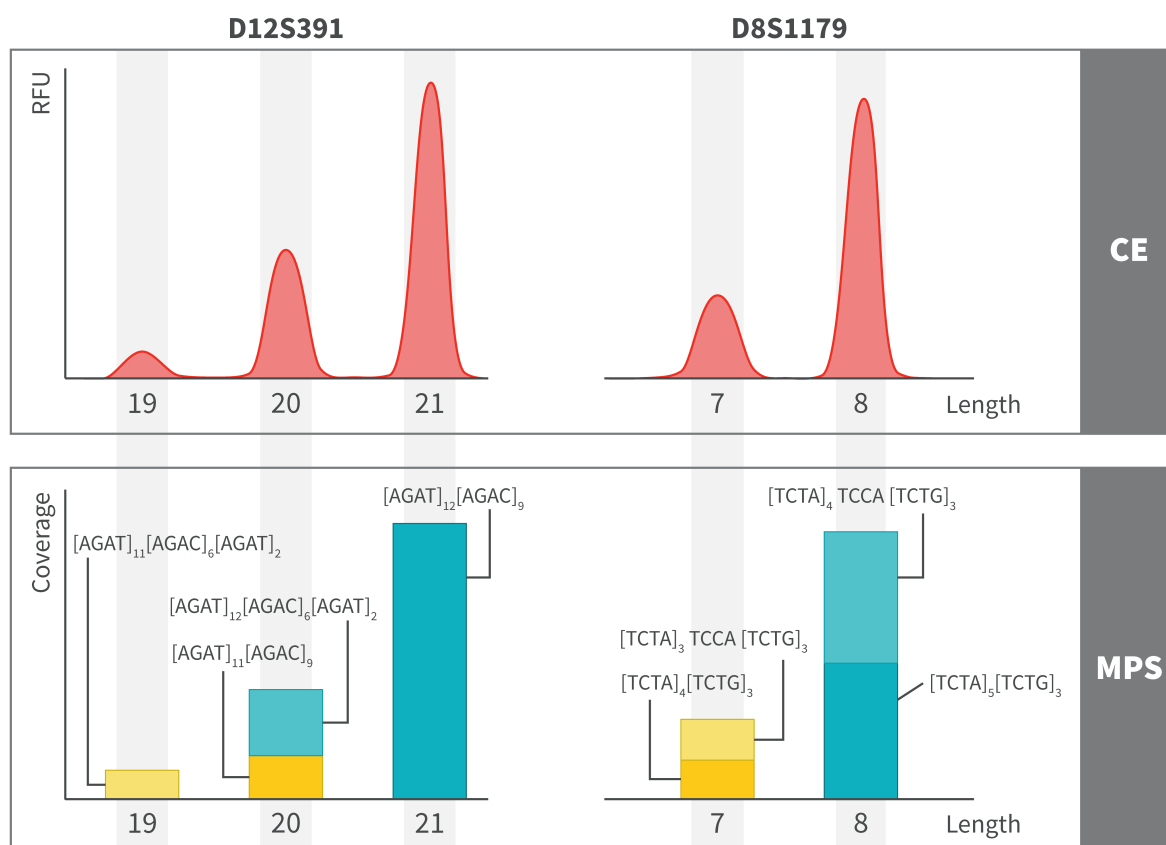 D12S391
D8S1179
RFU
19
20
21
7
8
Length
CE
Coverage
[AGAT]₁₁[AGAC]₆[AGAT]₂
[AGAT]₁₂[AGAC]₆[AGAT]₂
[AGAT]₁₁[AGAC]₉
[AGAT]₁₂[AGAC]₉
[TCTA]₄ TCCA [TCTG]₃
[TCTA]₃ TCCA [TCTG]₃
[TCTA]₄[TCTG]₃
[TCTA]₅[TCTG]₃
19
20
21
7
8
Length
MPS